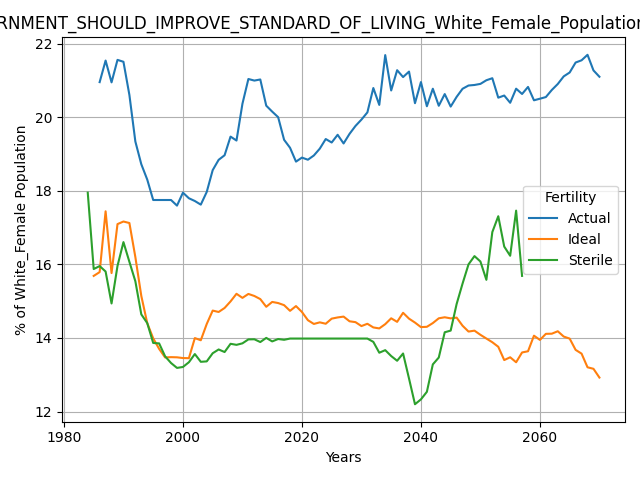 RNMENT_SHOULD_IMPROVE_STANDARD_OF_LIVING_White_Female_Population
22
20
18
16
14
12
% of White_Female Population
1980
2000
2020
2040
2060
Years
Fertility
Actual
Ideal
Sterile